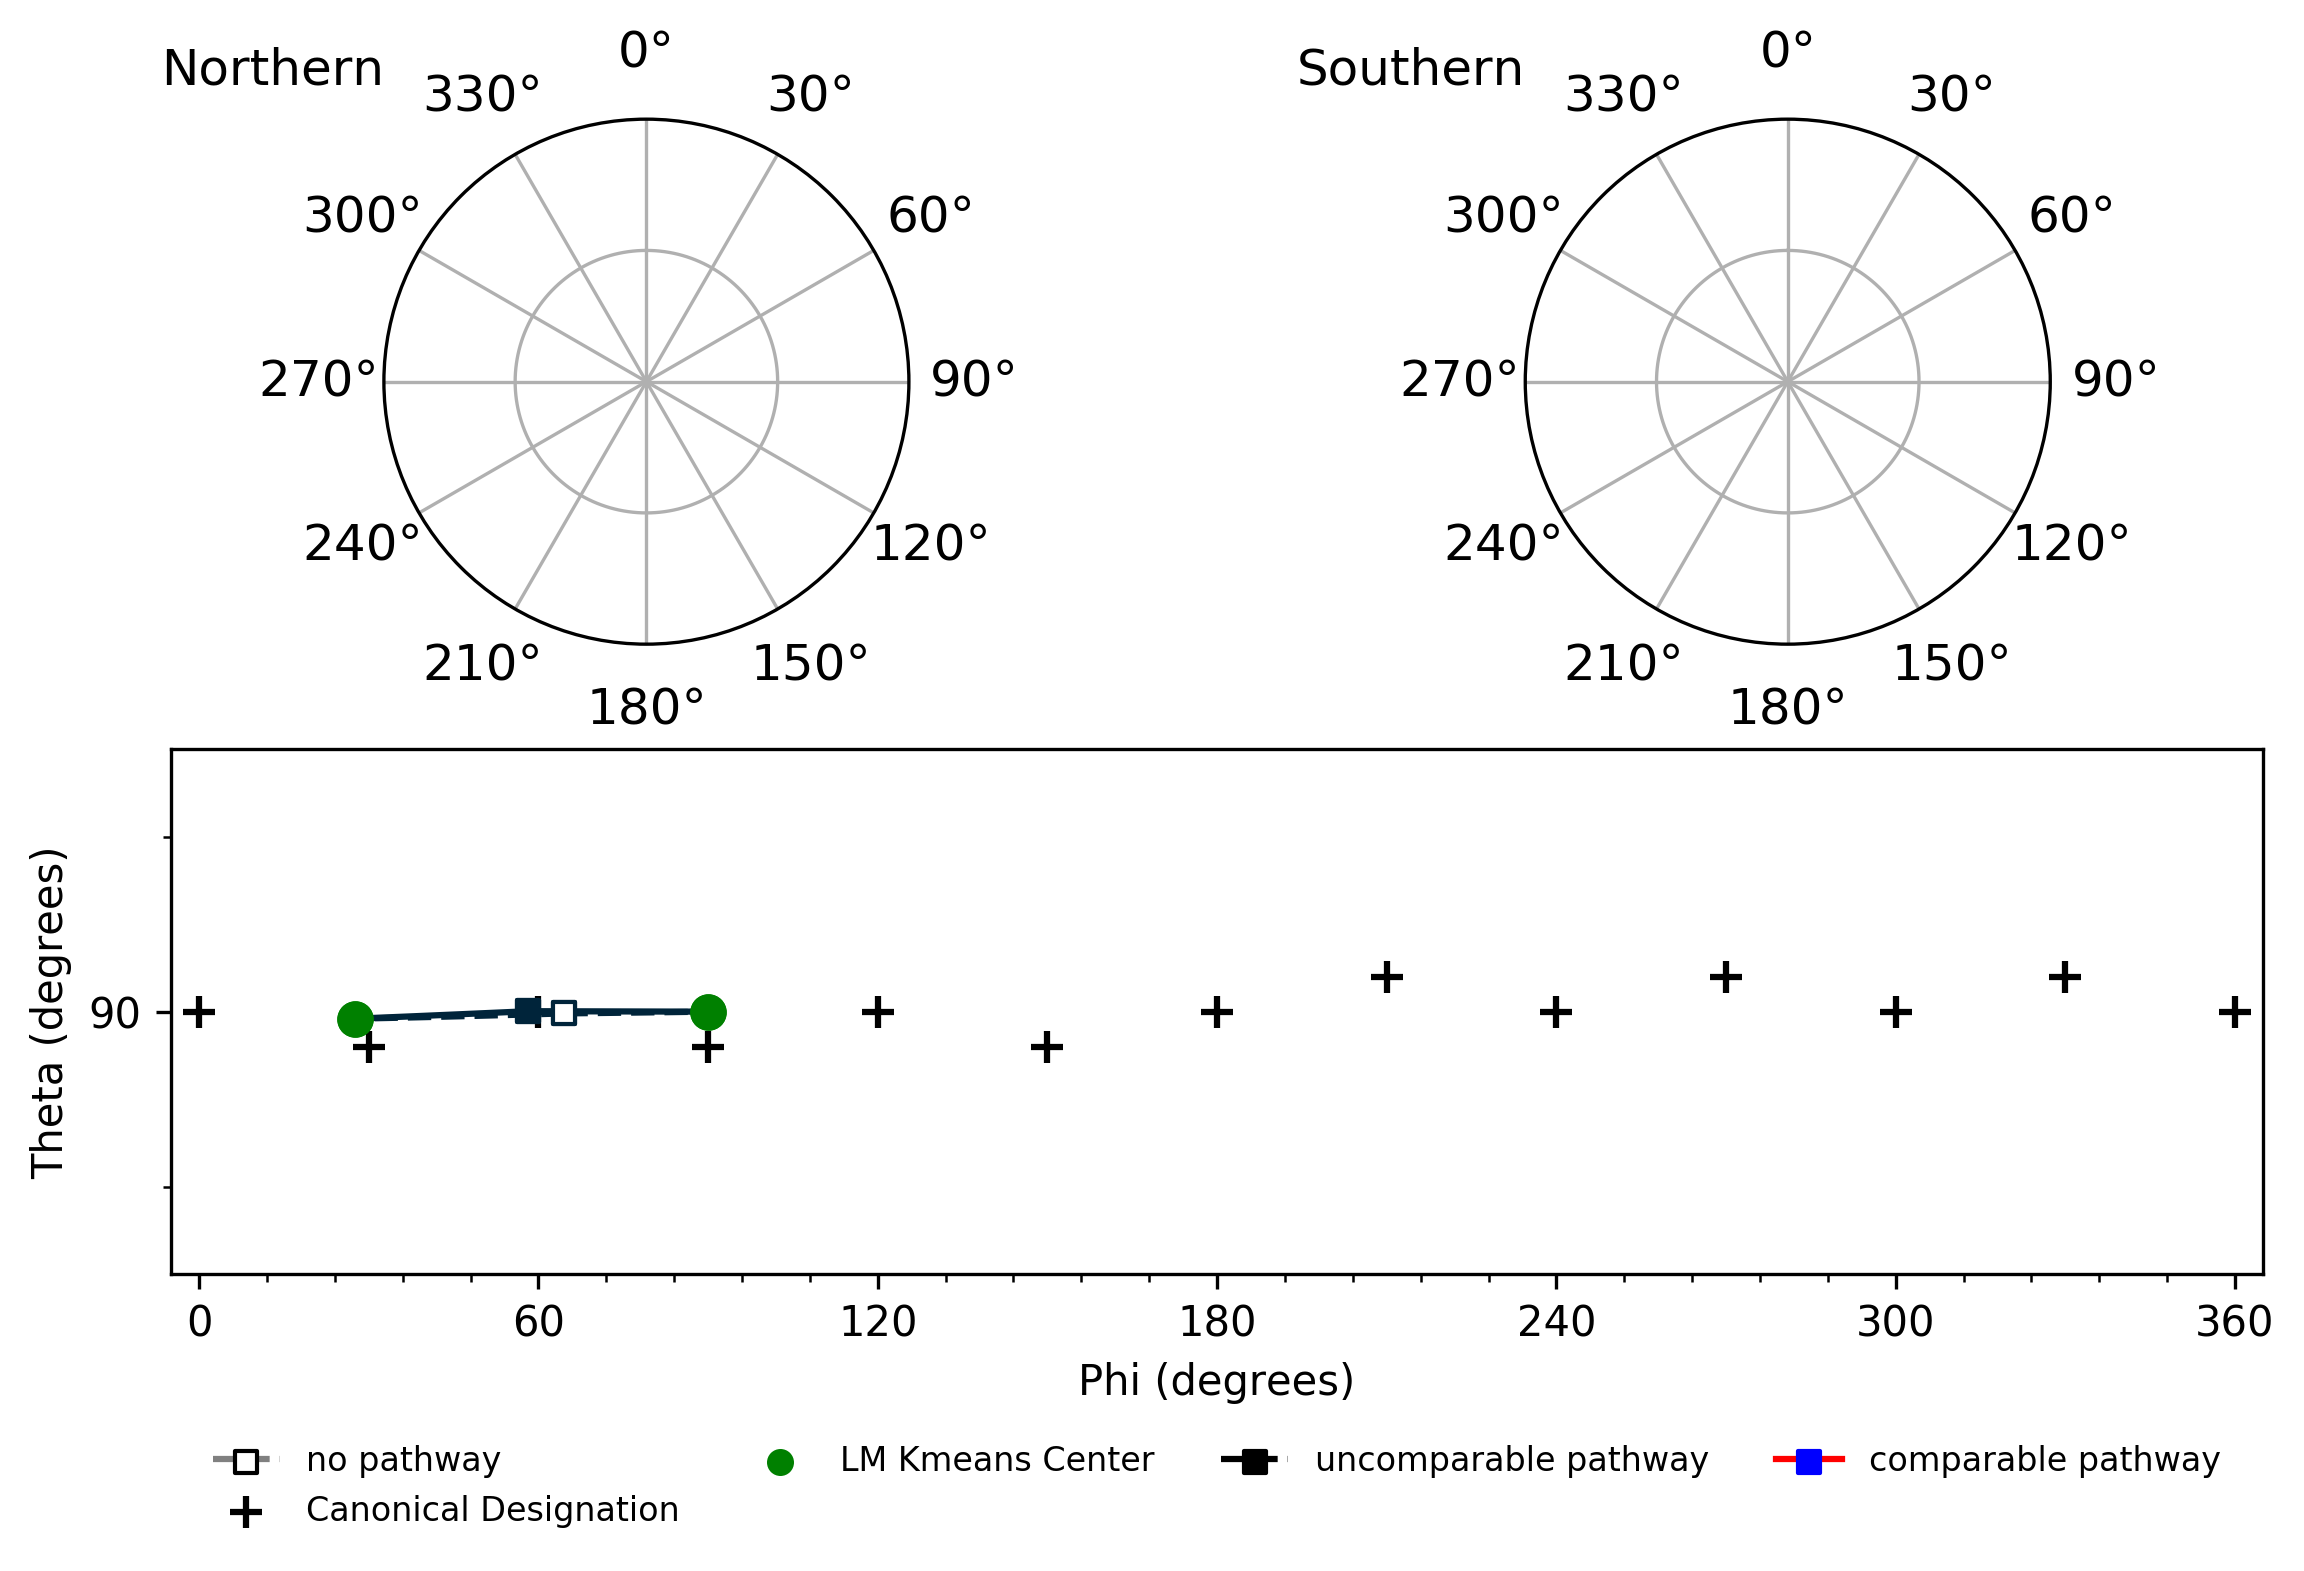 Northern
0°
30°
60°
90°
120°
150°
180°
210°
240°
270°
300°
330°
Southern
0°
30°
60°
90°
120°
150°
180°
210°
240°
270°
300°
330°
Theta (degrees)
90
0 60 120 180 240 300 360
Phi (degrees)
no pathway
Canonical Designation
LM Kmeans Center
uncomparable pathway
comparable pathway